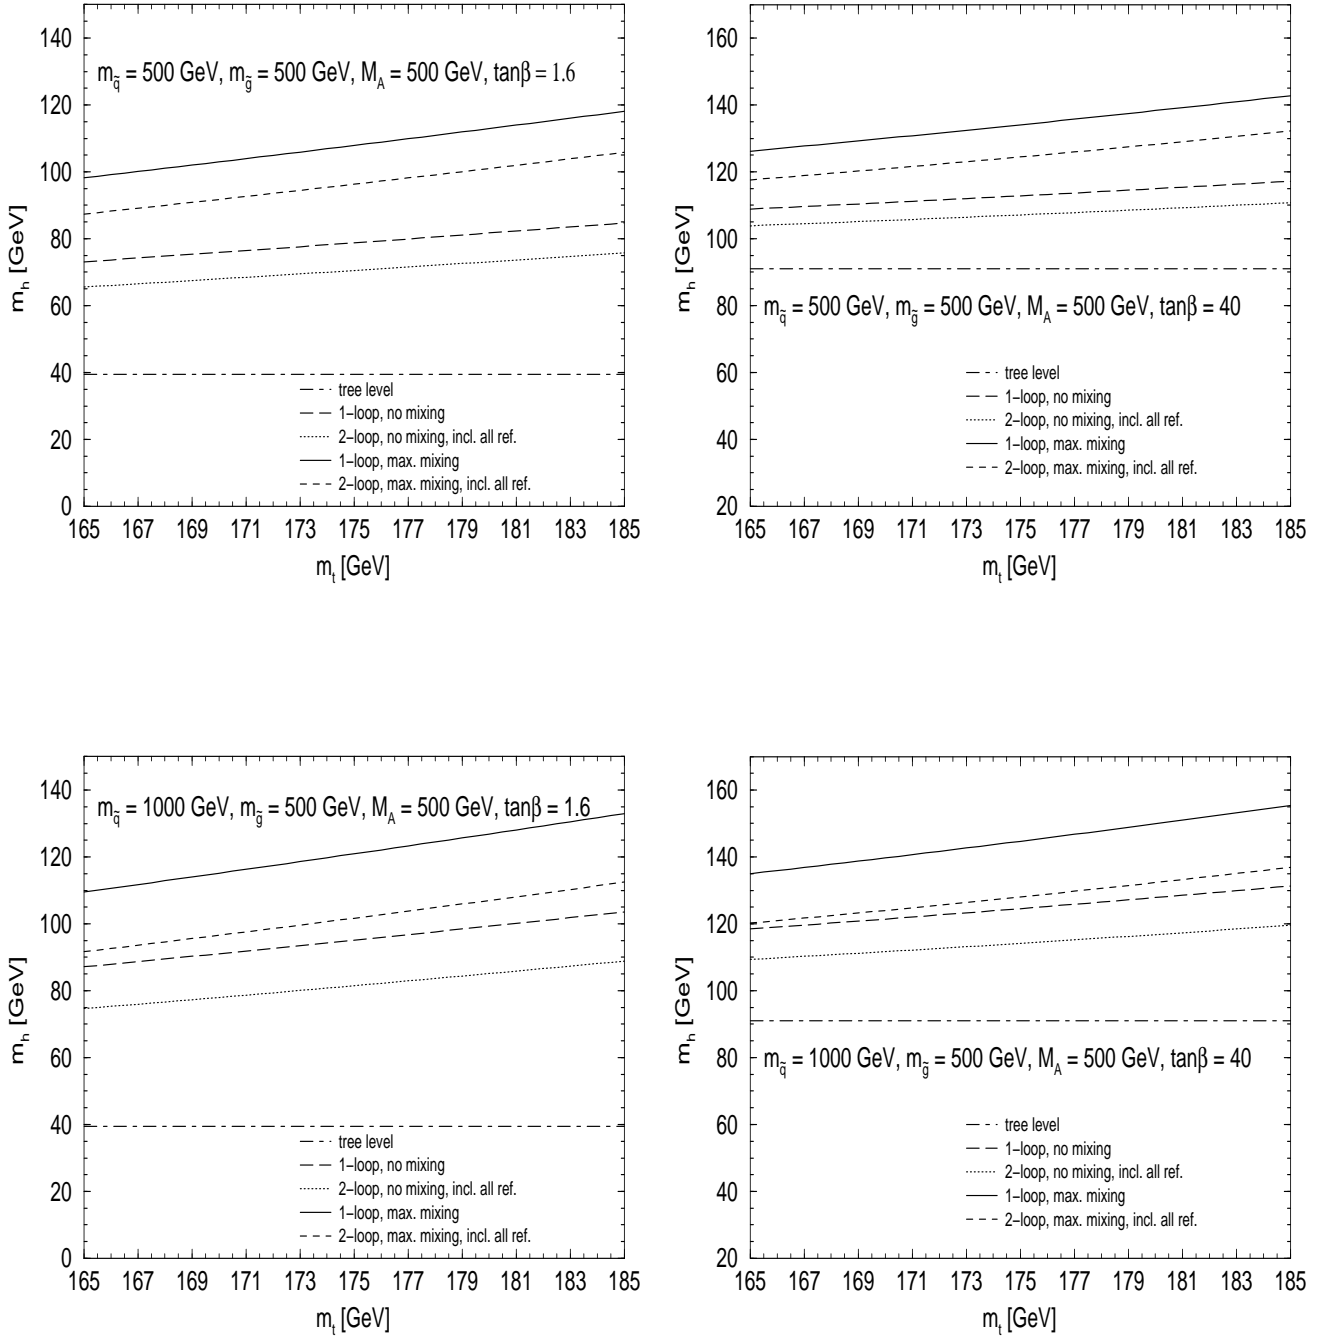 140
120
100
80
60
40
20
0
m_h [GeV]
m_q̃ = 500 GeV, m_g̃ = 500 GeV, M_A = 500 GeV, tanβ = 1.6
tree level
1−loop, no mixing
2−loop, no mixing, incl. all ref.
1−loop, max. mixing
2−loop, max. mixing, incl. all ref.
165 167 169 171 173 175 177 179 181 183 185
m_t [GeV]
160
140
120
100
80
60
40
20
m_h [GeV]
m_q̃ = 500 GeV, m_g̃ = 500 GeV, M_A = 500 GeV, tanβ = 40
tree level
1−loop, no mixing
2−loop, no mixing, incl. all ref.
1−loop, max. mixing
2−loop, max. mixing, incl. all ref.
165 167 169 171 173 175 177 179 181 183 185
m_t [GeV]
140
120
100
80
60
40
20
0
m_h [GeV]
m_q̃ = 1000 GeV, m_g̃ = 500 GeV, M_A = 500 GeV, tanβ = 1.6
tree level
1−loop, no mixing
2−loop, no mixing, incl. all ref.
1−loop, max. mixing
2−loop, max. mixing, incl. all ref.
165 167 169 171 173 175 177 179 181 183 185
m_t [GeV]
160
140
120
100
80
60
40
20
m_h [GeV]
m_q̃ = 1000 GeV, m_g̃ = 500 GeV, M_A = 500 GeV, tanβ = 40
tree level
1−loop, no mixing
2−loop, no mixing, incl. all ref.
1−loop, max. mixing
2−loop, max. mixing, incl. all ref.
165 167 169 171 173 175 177 179 181 183 185
m_t [GeV]